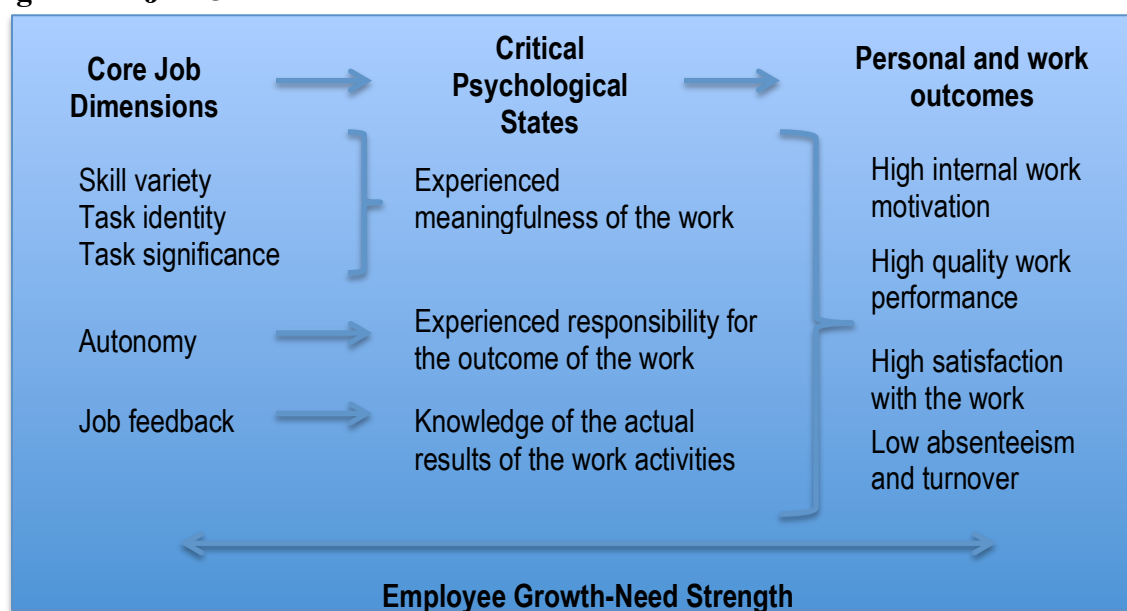 Core Job
Dimensions
Critical
Psychological
States
Personal and work
outcomes
Skill variety
Task identity
Task significance
Experienced
meaningfulness of the work
Autonomy
Experienced responsibility for
the outcome of the work
Job feedback
Knowledge of the actual
results of the work activities
High internal work
motivation
High quality work
performance
High satisfaction
with the work
Low absenteeism
and turnover
Employee Growth-Need Strength